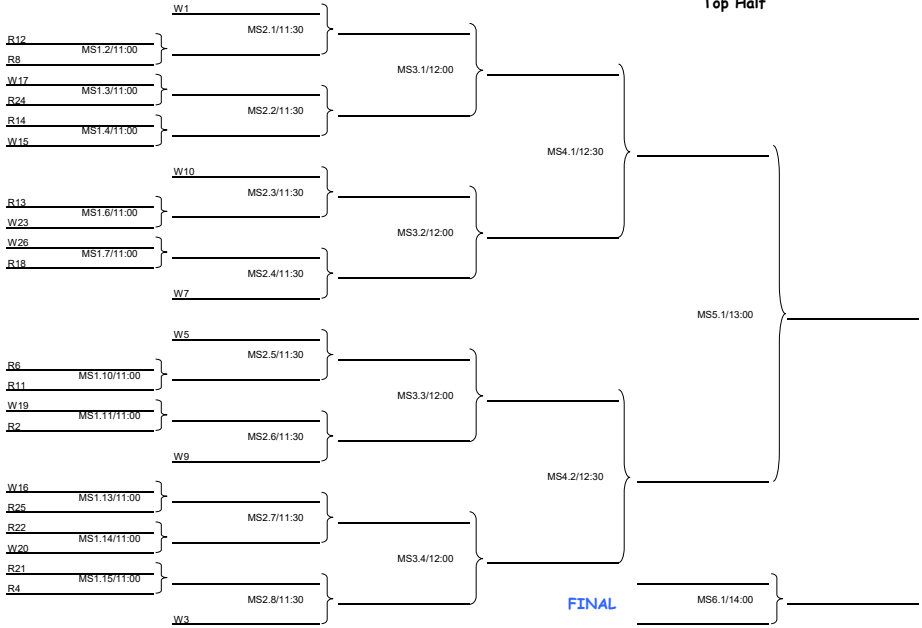 Top Half
W1
MS2.1/11:30
R12
MS1.2/11:00
R8
MS3.1/12:00
W17
MS1.3/11:00
R24
MS2.2/11:30
R14
MS1.4/11:00
W15
MS4.1/12:30
W10
MS2.3/11:30
R13
MS1.6/11:00
W23
MS3.2/12:00
W26
MS1.7/11:00
R18
MS2.4/11:30
W7
MS5.1/13:00
W5
MS2.5/11:30
R6
MS1.10/11:00
R11
MS3.3/12:00
W19
MS1.11/11:00
R2
MS2.6/11:30
W9
MS4.2/12:30
W16
MS1.13/11:00
R25
MS2.7/11:30
R22
MS1.14/11:00
W20
MS3.4/12:00
R21
MS1.15/11:00
R4
MS2.8/11:30
W3
FINAL
MS6.1/14:00